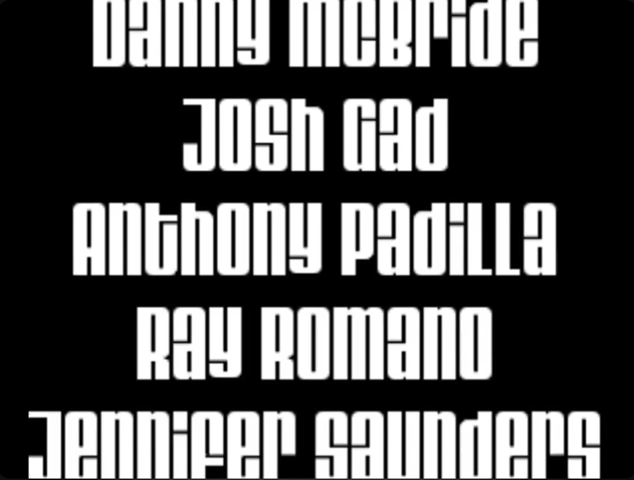 Danny McBride
Josh Gad
Anthony Padilla
Ray Romano
Jennifer Saunders